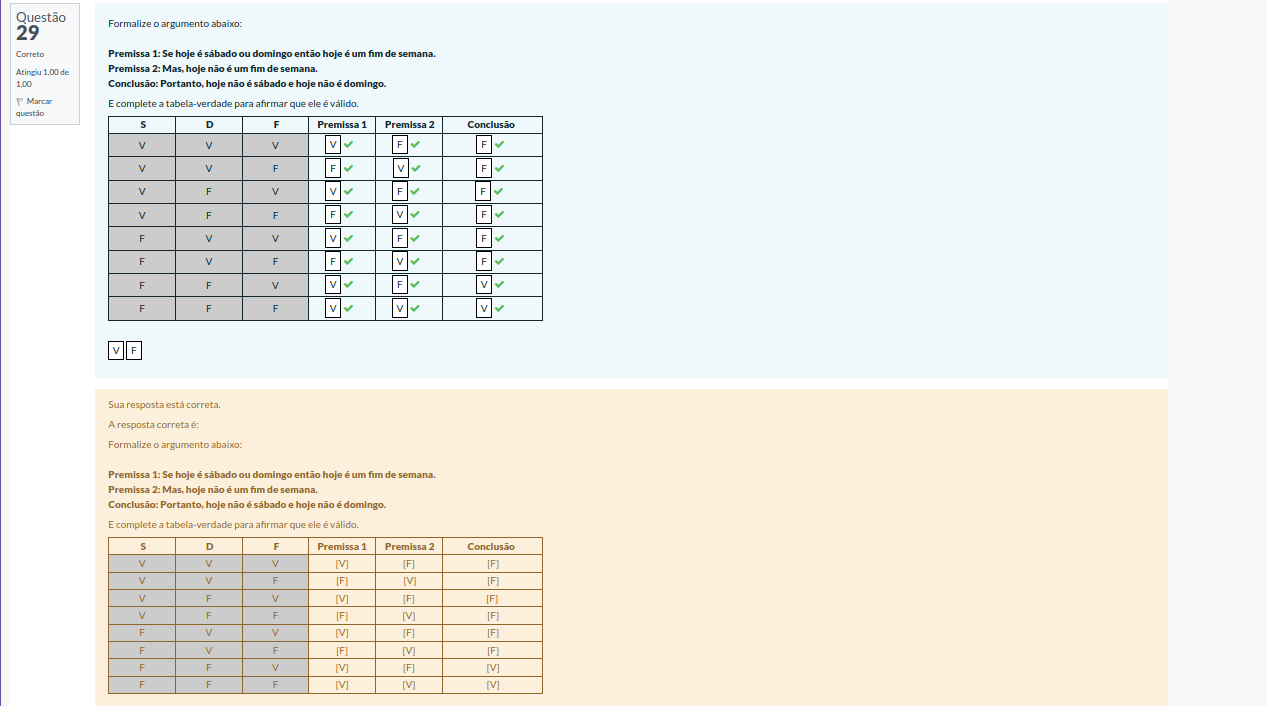 Questão
29
Correto
Atingiu 1,00 de
1,00
Marcar
questão
Formalize o argumento abaixo:
Premissa 1: Se hoje é sábado ou domingo então hoje é um fim de semana.
Premissa 2: Mas, hoje não é um fim de semana.
Conclusão: Portanto, hoje não é sábado e hoje não é domingo.
E complete a tabela-verdade para afirmar que ele é válido.
S D F Premissa 1 Premissa 2 Conclusão
V V V V F F
V V F F V F
V F V V F F
V F F F V F
F V V V F F
F V F F V F
F F V V F V
F F F V V V
V F
Sua resposta está correta.
A resposta correta é:
Formalize o argumento abaixo:
Premissa 1: Se hoje é sábado ou domingo então hoje é um fim de semana.
Premissa 2: Mas, hoje não é um fim de semana.
Conclusão: Portanto, hoje não é sábado e hoje não é domingo.
E complete a tabela-verdade para afirmar que ele é válido.
S D F Premissa 1 Premissa 2 Conclusão
V V V [V] [F] [F]
V V F [F] [V] [F]
V F V [V] [F] [F]
V F F [F] [V] [F]
F V V [V] [F] [F]
F V F [F] [V] [F]
F F V [V] [F] [V]
F F F [V] [V] [V]